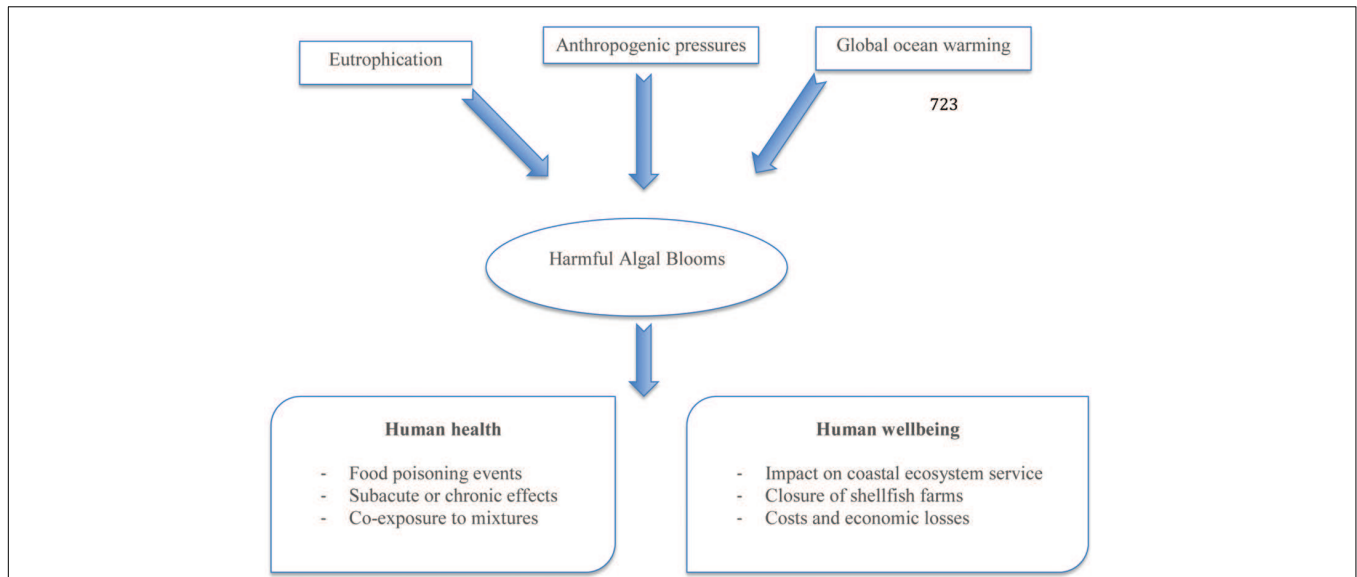 Eutrophication
Anthropogenic pressures
Global ocean warming
723
Harmful Algal Blooms
Human health
- Food poisoning events
- Subacute or chronic effects
- Co-exposure to mixtures
Human wellbeing
- Impact on coastal ecosystem service
- Closure of shellfish farms
- Costs and economic losses